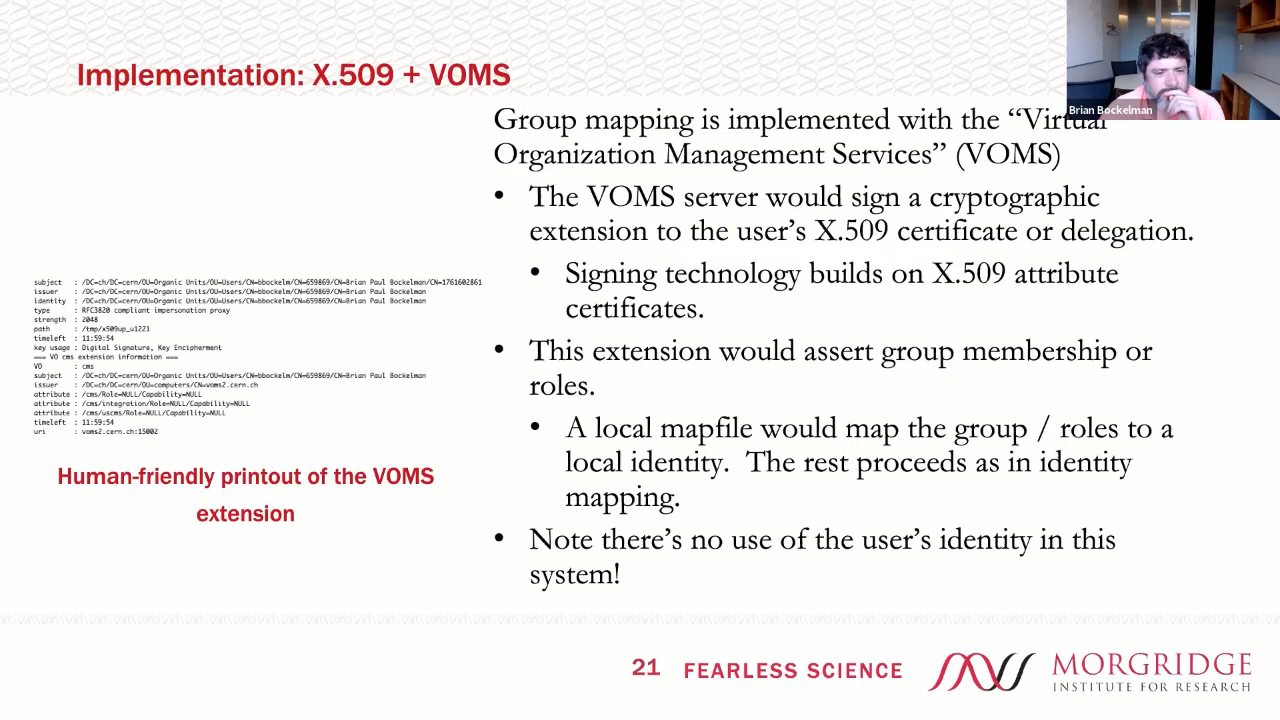 Implementation: X.509 + VOMS
Brian Bockelman
Group mapping is implemented with the “Virtual
Organization Management Services” (VOMS)
• The VOMS server would sign a cryptographic
extension to the user’s X.509 certificate or delegation.
• Signing technology builds on X.509 attribute
certificates.
• This extension would assert group membership or
roles.
• A local mapfile would map the group / roles to a
local identity. The rest proceeds as in identity
mapping.
• Note there’s no use of the user’s identity in this
system!
subject : /DC=ch/DC=cern/OU=Organic Units/OU=Users/CN=bbockelm/CN=659869/CN=Brian Paul Bockelman/CN=1761602861
issuer : /DC=ch/DC=cern/OU=Organic Units/OU=Users/CN=bbockelm/CN=659869/CN=Brian Paul Bockelman
identity : /DC=ch/DC=cern/OU=Organic Units/OU=Users/CN=bbockelm/CN=659869/CN=Brian Paul Bockelman
type : RFC3820 compliant impersonation proxy
strength : 2048
path : /tmp/x509up_u1221
timeleft : 11:59:54
key usage : Digital Signature, Key Encipherment
=== VO cms extension information ===
VO : cms
subject : /DC=ch/DC=cern/OU=Organic Units/OU=Users/CN=bbockelm/CN=659869/CN=Brian Paul Bockelman
issuer : /DC=ch/DC=cern/OU=computers/CN=voms2.cern.ch
attribute : /cms/Role=NULL/Capability=NULL
attribute : /cms/integration/Role=NULL/Capability=NULL
attribute : /cms/uscms/Role=NULL/Capability=NULL
timeleft : 11:59:54
uri : voms2.cern.ch:15002
Human-friendly printout of the VOMS
extension
21 FEARLESS SCIENCE
MORGRIDGE
INSTITUTE FOR RESEARCH